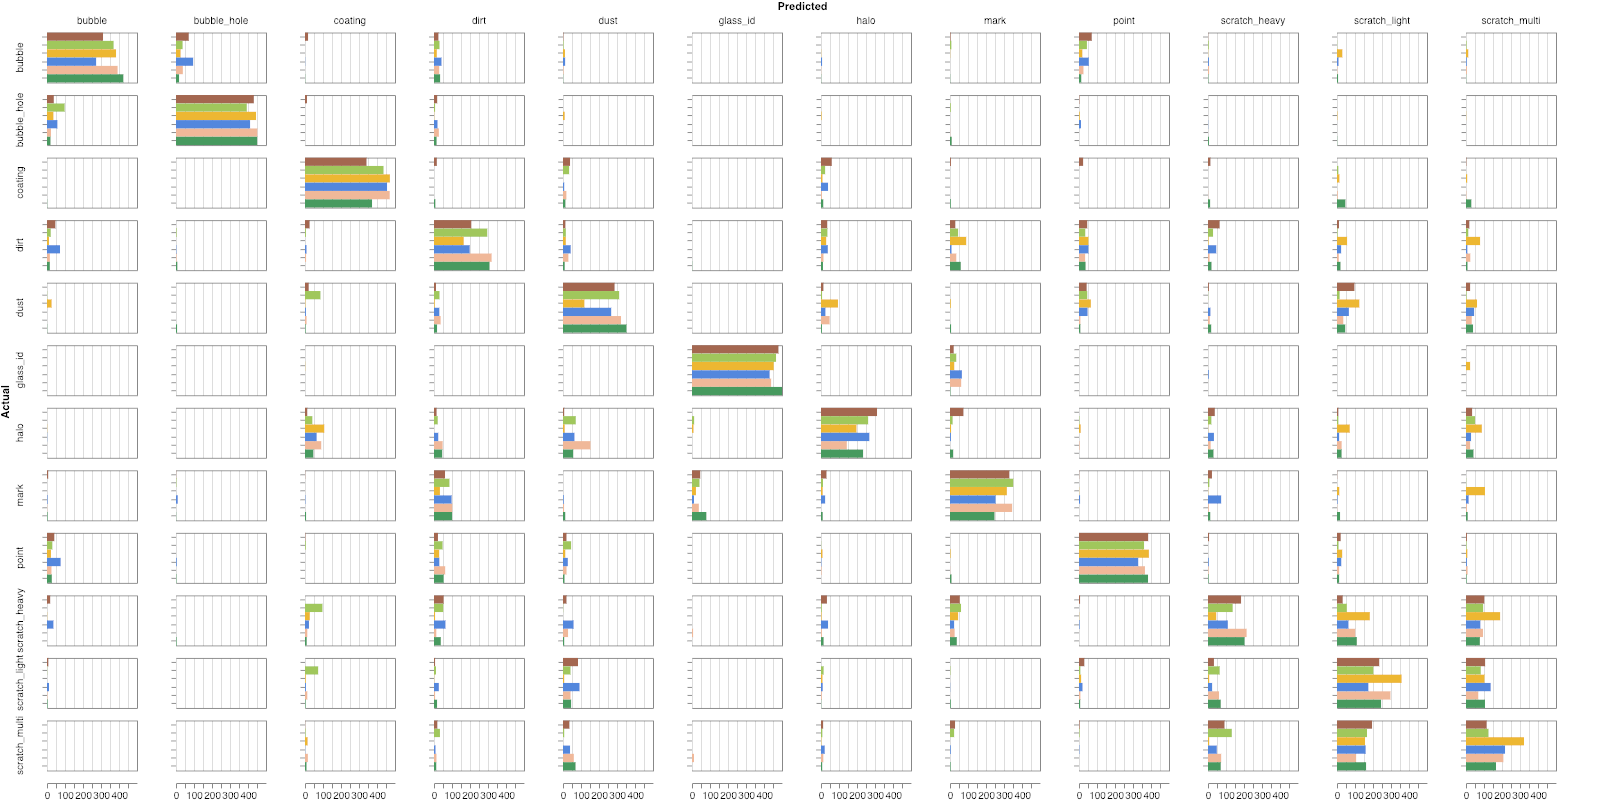 Predicted
bubble bubble_hole coating dirt dust glass_id halo mark point scratch_heavy scratch_light scratch_multi
Actual
bubble
bubble_hole
coating
dirt
dust
glass_id
halo
mark
point
scratch_heavy
scratch_light
scratch_multi
0 100 200 300 400 0 100 200 300 400 0 100 200 300 400 0 100 200 300 400 0 100 200 300 400 0 100 200 300 400 0 100 200 300 400 0 100 200 300 400 0 100 200 300 400 0 100 200 300 400 0 100 200 300 400 0 100 200 300 400